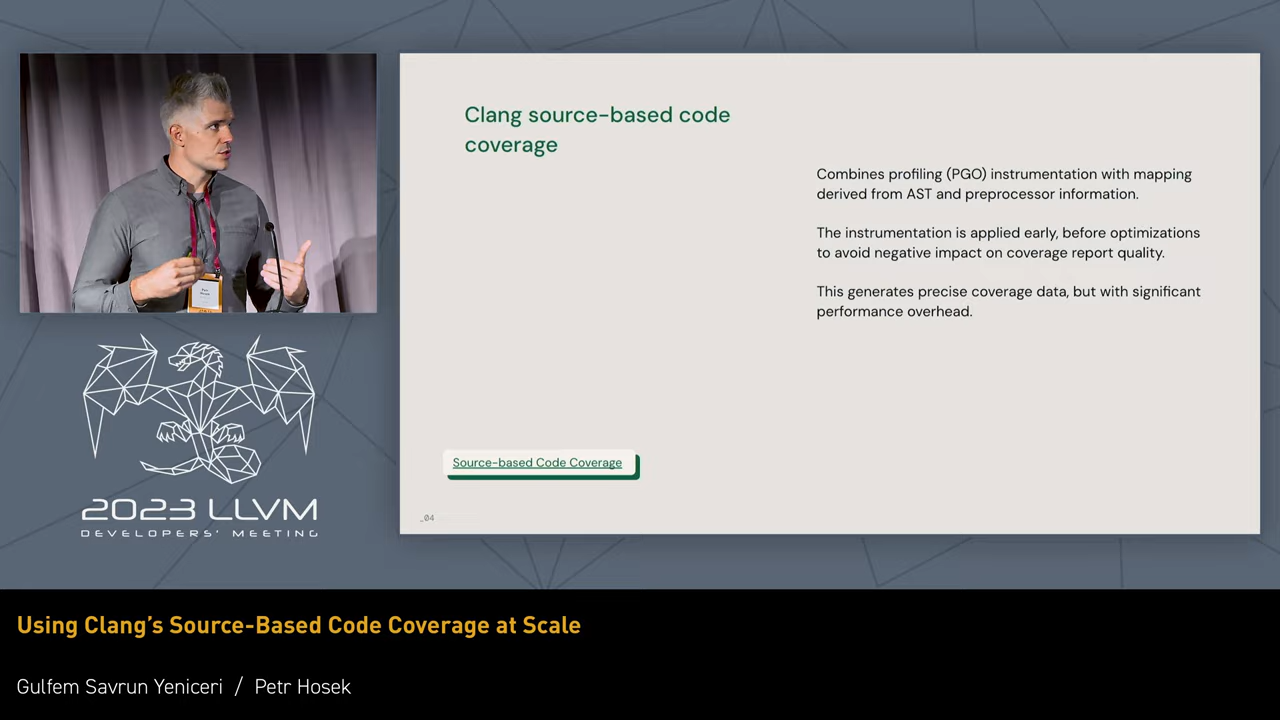 Clang source-based code
coverage
Combines profiling (PGO) instrumentation with mapping
derived from AST and preprocessor information.
The instrumentation is applied early, before optimizations
to avoid negative impact on coverage report quality.
This generates precise coverage data, but with significant
performance overhead.
Source-based Code Coverage
_04
2023 LLVM
DEVELOPERS' MEETING
Using Clang's Source-Based Code Coverage at Scale
Gulfem Savrun Yeniceri / Petr Hosek